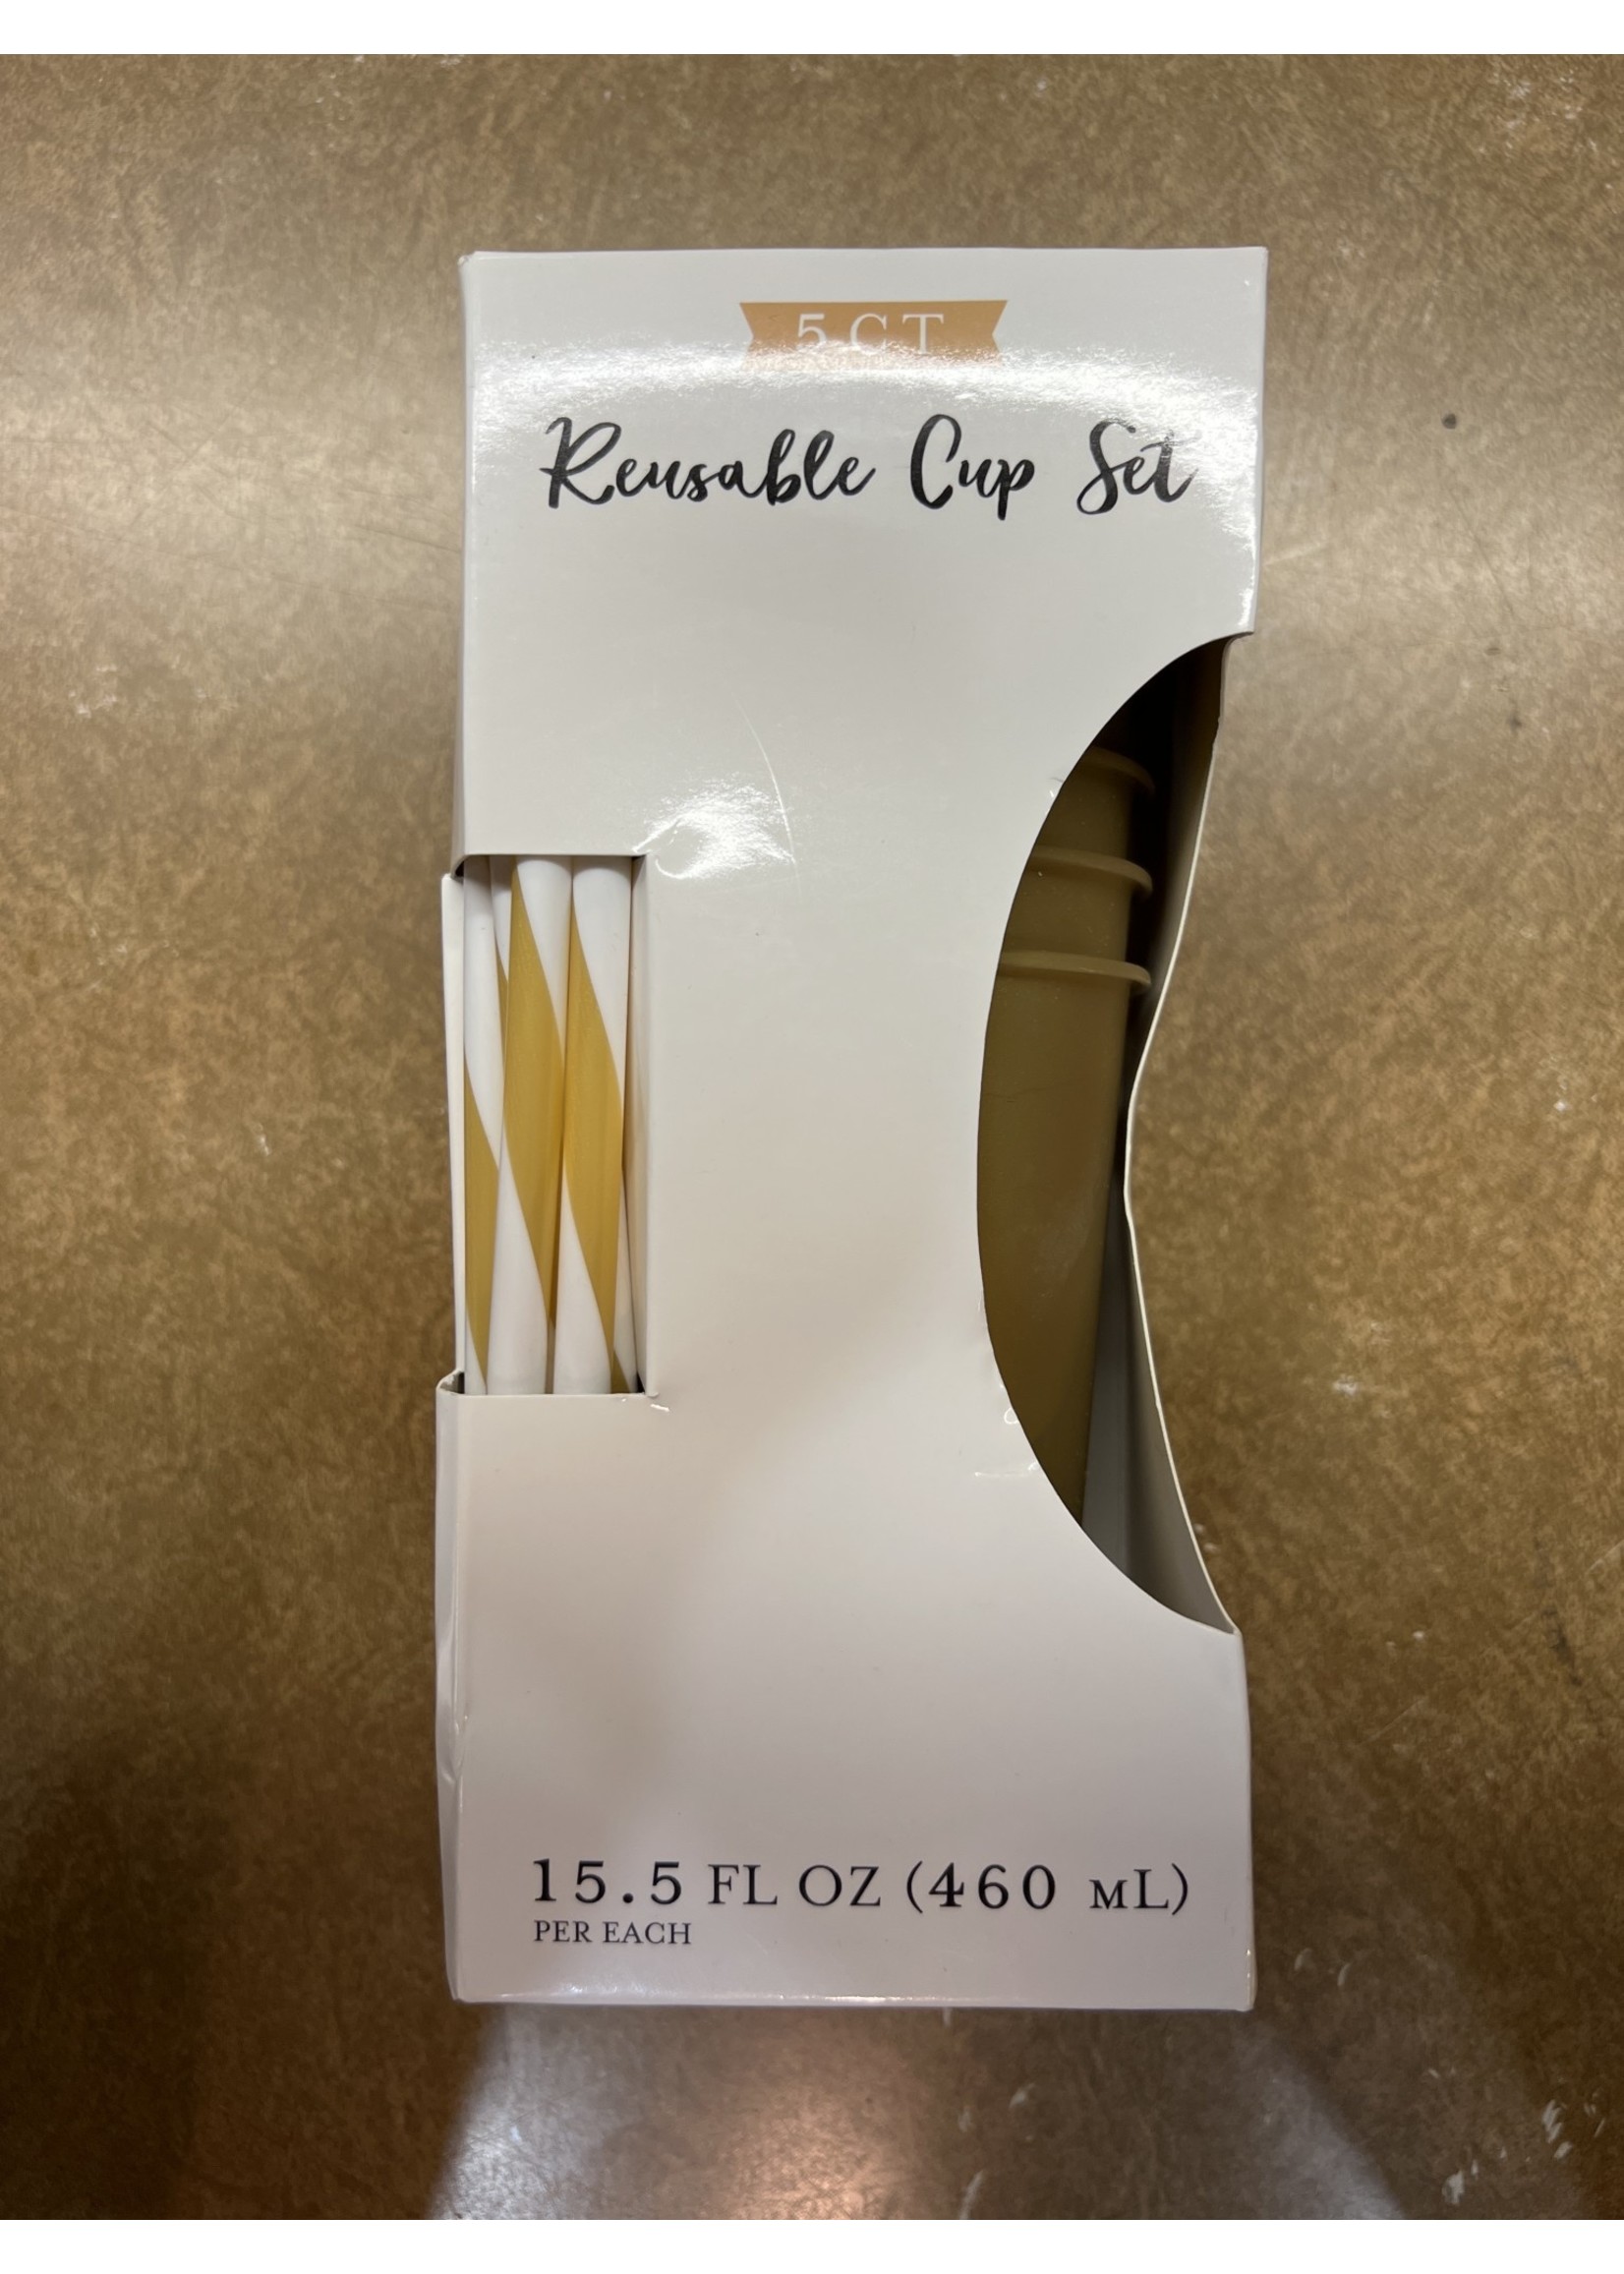 5 CT
Reusable Cup Set
15.5 FL OZ (460 mL)
PER EACH